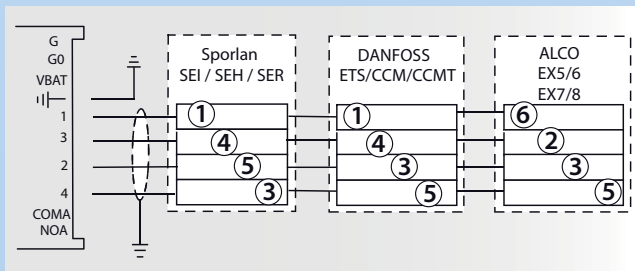 G
G0
VBAT
1
3
2
4
COMA
NOA
Sporlan
SEI / SEH / SER
1
4
5
3
DANFOSS
ETS/CCM/CCMT
1
4
3
5
ALCO
EX5/6
EX7/8
6
2
3
5